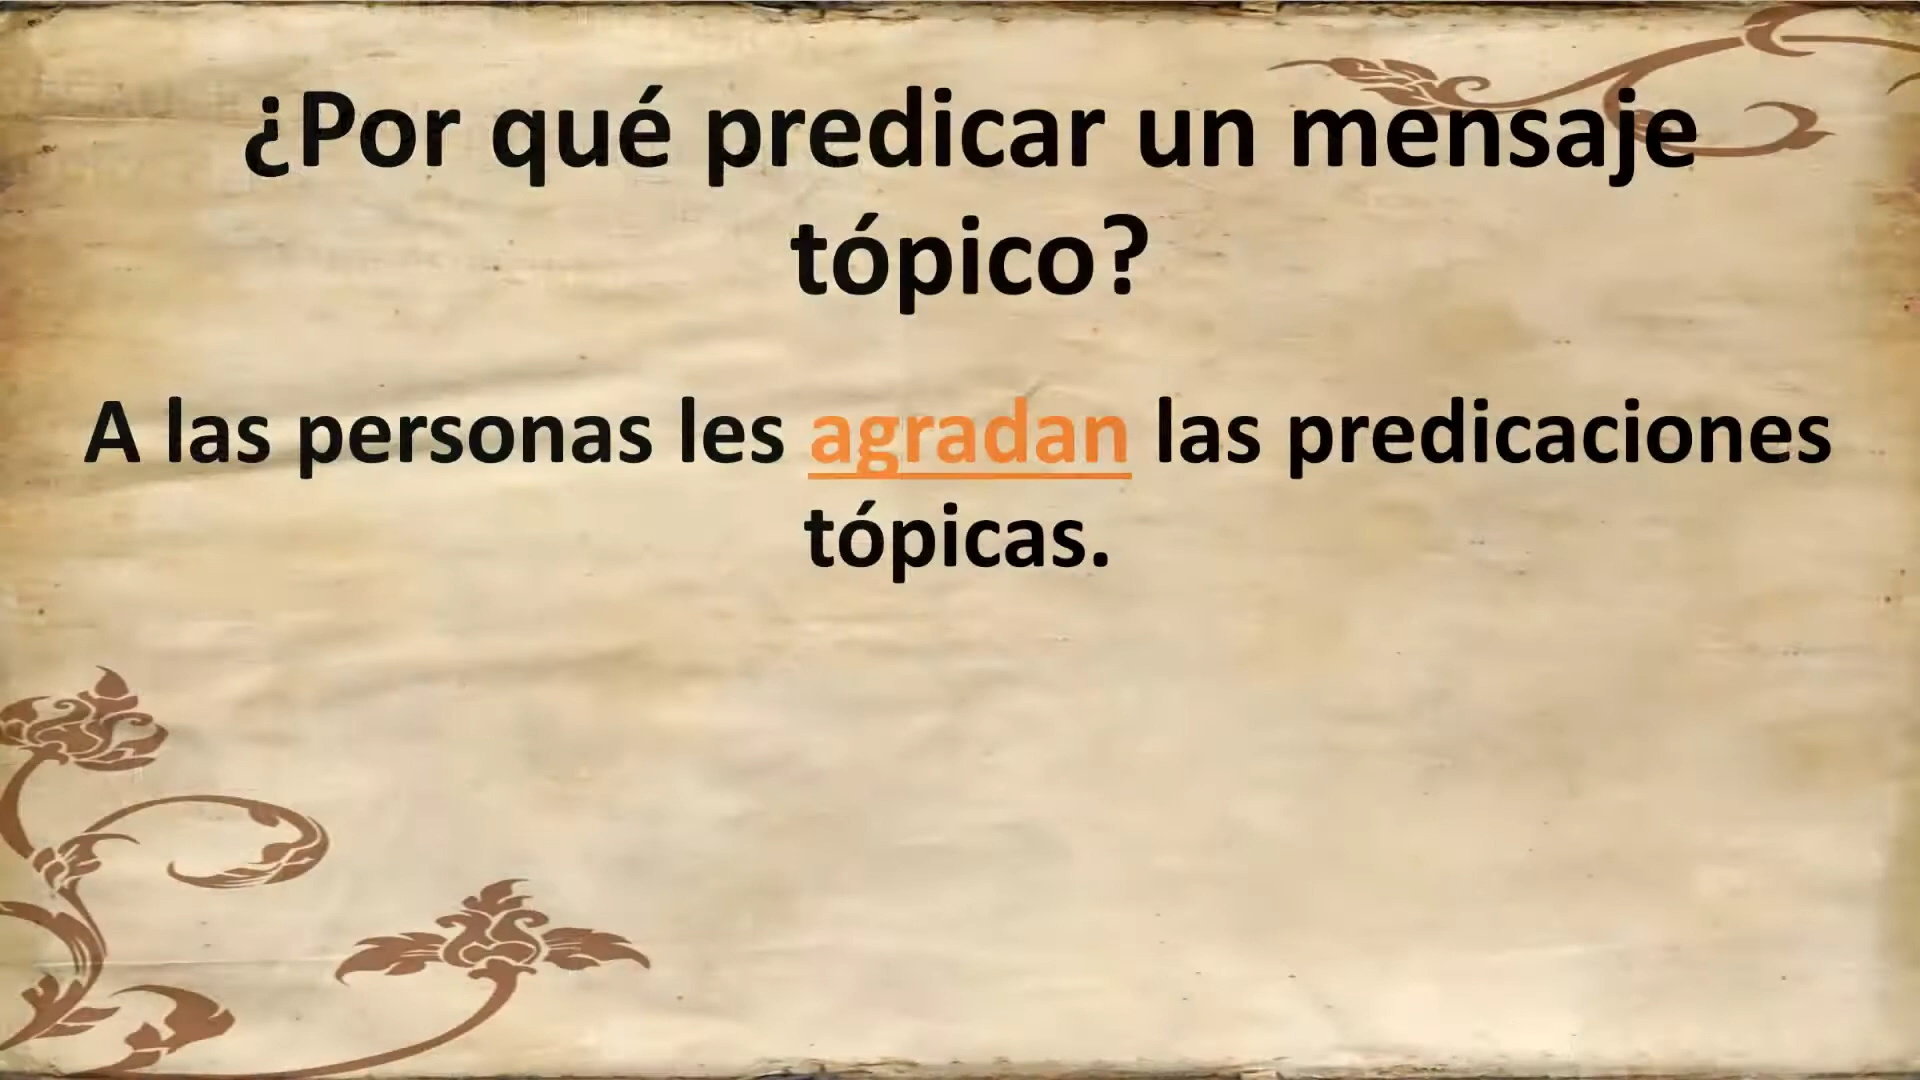 ¿Por qué predicar un mensaje
tópico?
A las personas les agradan las predicaciones
tópicas.